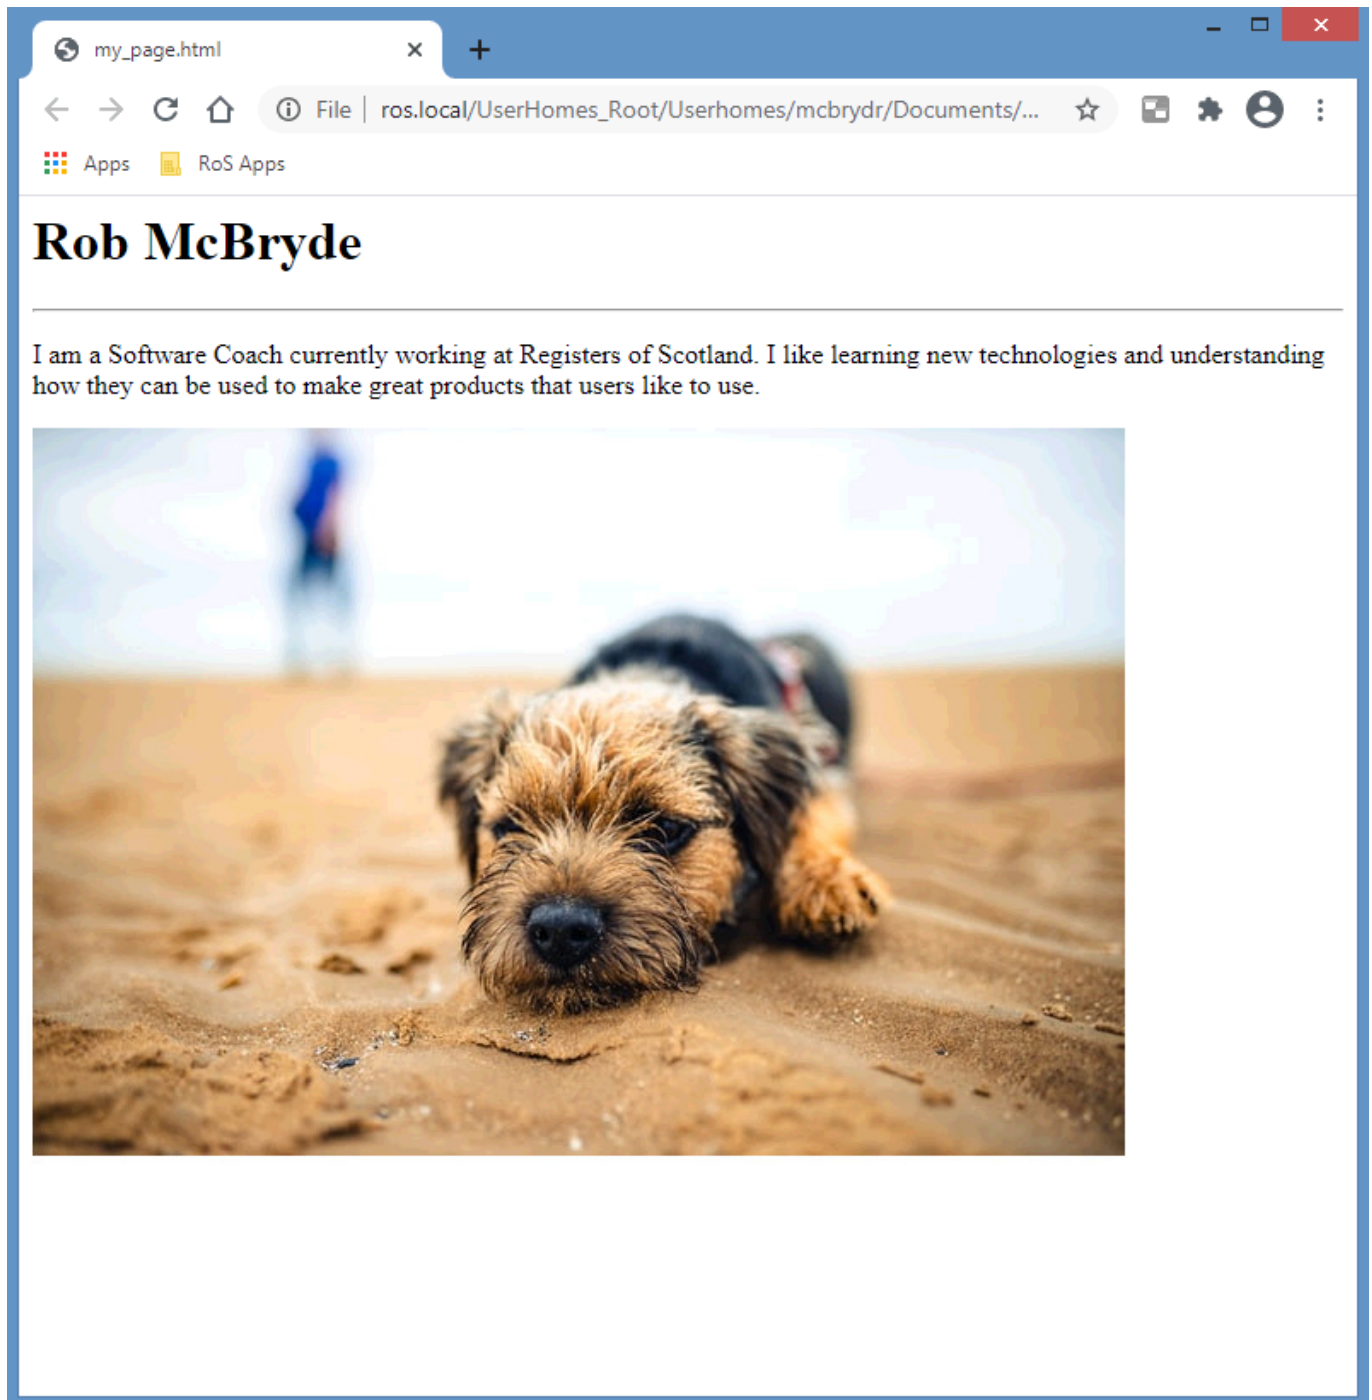 my_page.html
File ros.local/UserHomes_Root/Userhomes/mcbrydr/Documents/...
Apps RoS Apps
Rob McBryde
I am a Software Coach currently working at Registers of Scotland. I like learning new technologies and understanding
how they can be used to make great products that users like to use.